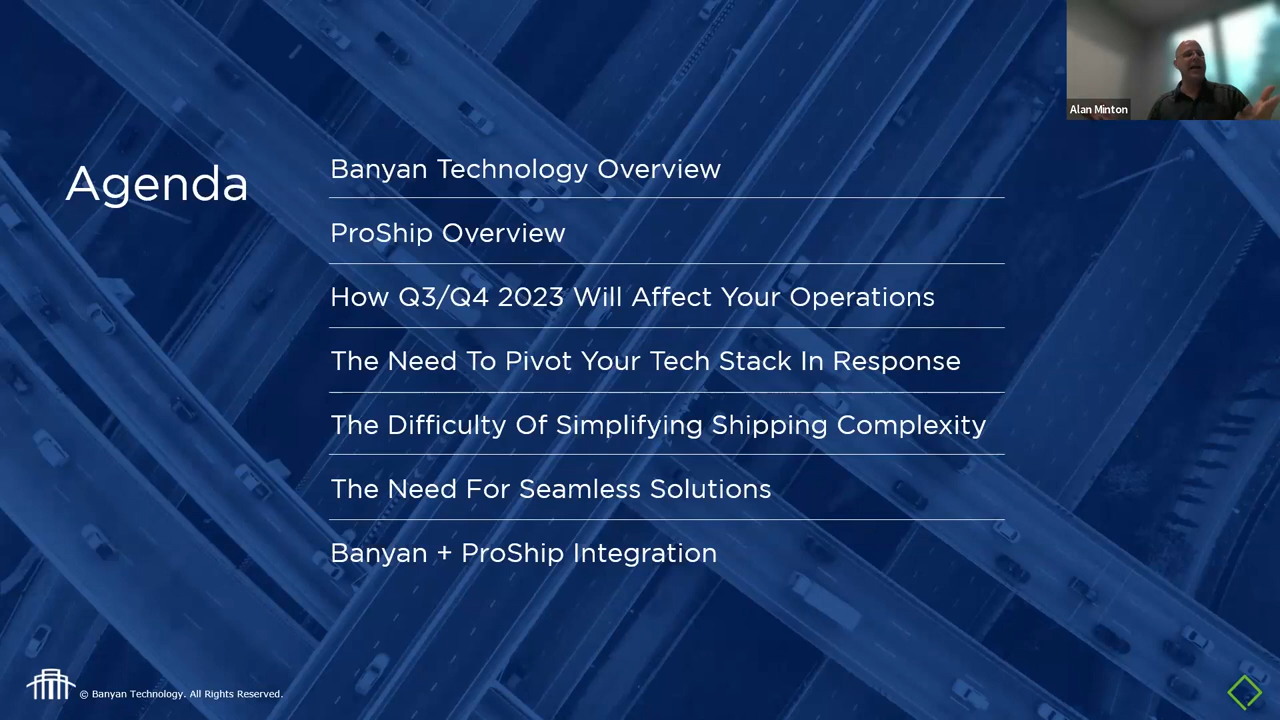 Alan Minton
Agenda
Banyan Technology Overview
ProShip Overview
How Q3/Q4 2023 Will Affect Your Operations
The Need To Pivot Your Tech Stack In Response
The Difficulty Of Simplifying Shipping Complexity
The Need For Seamless Solutions
Banyan + ProShip Integration
© Banyan Technology. All Rights Reserved.